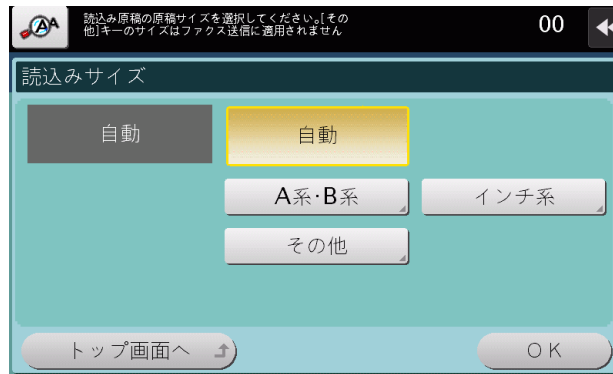 読込み原稿の原稿サイズを選択してください。[その
他]キーのサイズはファクス送信に適用されません
00
読込みサイズ
自動
自動
A系･B系
インチ系
その他
トップ画面へ
OK